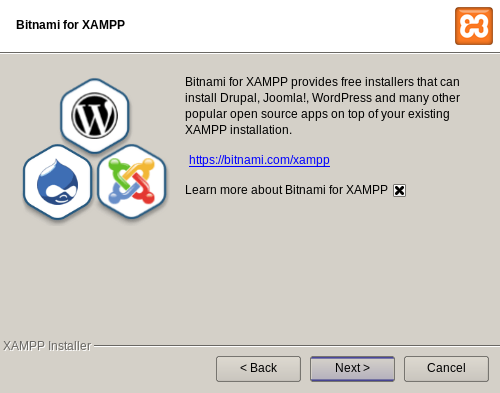 Bitnami for XAMPP
Bitnami for XAMPP provides free installers that can
install Drupal, Joomla!, WordPress and many other
popular open source apps on top of your existing
XAMPP installation.
https://bitnami.com/xampp
Learn more about Bitnami for XAMPP
XAMPP Installer
< Back
Next >
Cancel